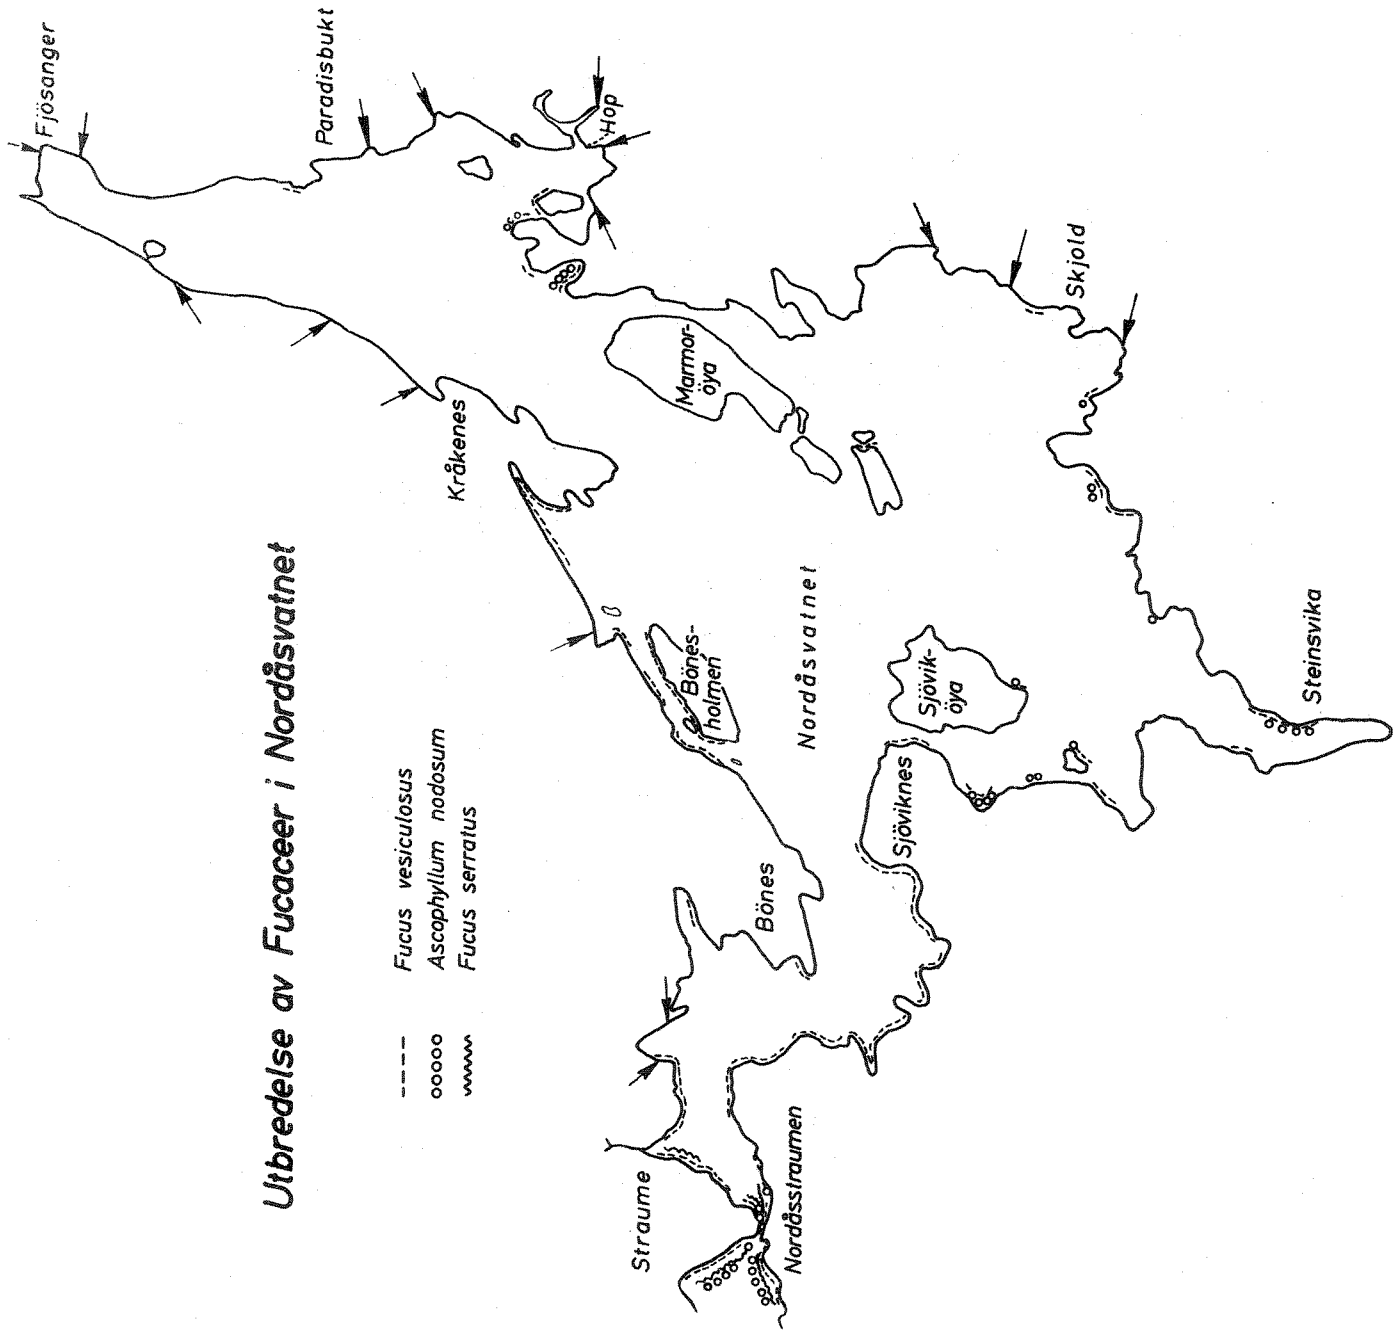 Utbredelse av Fucaceer i Nordåsvatnet
Fucus vesiculosus
Ascophyllum nodosum
Fucus serratus
Fjösanger
Paradisbukt
Hop
Kråkenes
Marmor-
öya
Skjold
Bönes-
holmen
Nordåsvatnet
Sjövik-
öya
Steinsvika
Sjöviknes
Bönes
Straume
Nordåsstraumen